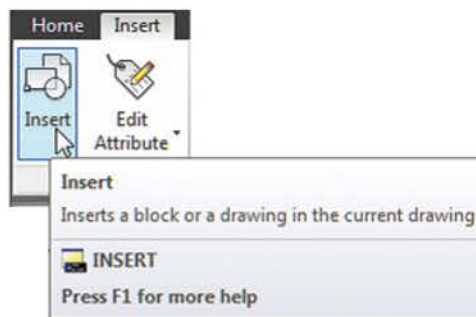 Home Insert
Insert Edit
Attribute
Insert
Inserts a block or a drawing in the current drawing
INSERT
Press F1 for more help